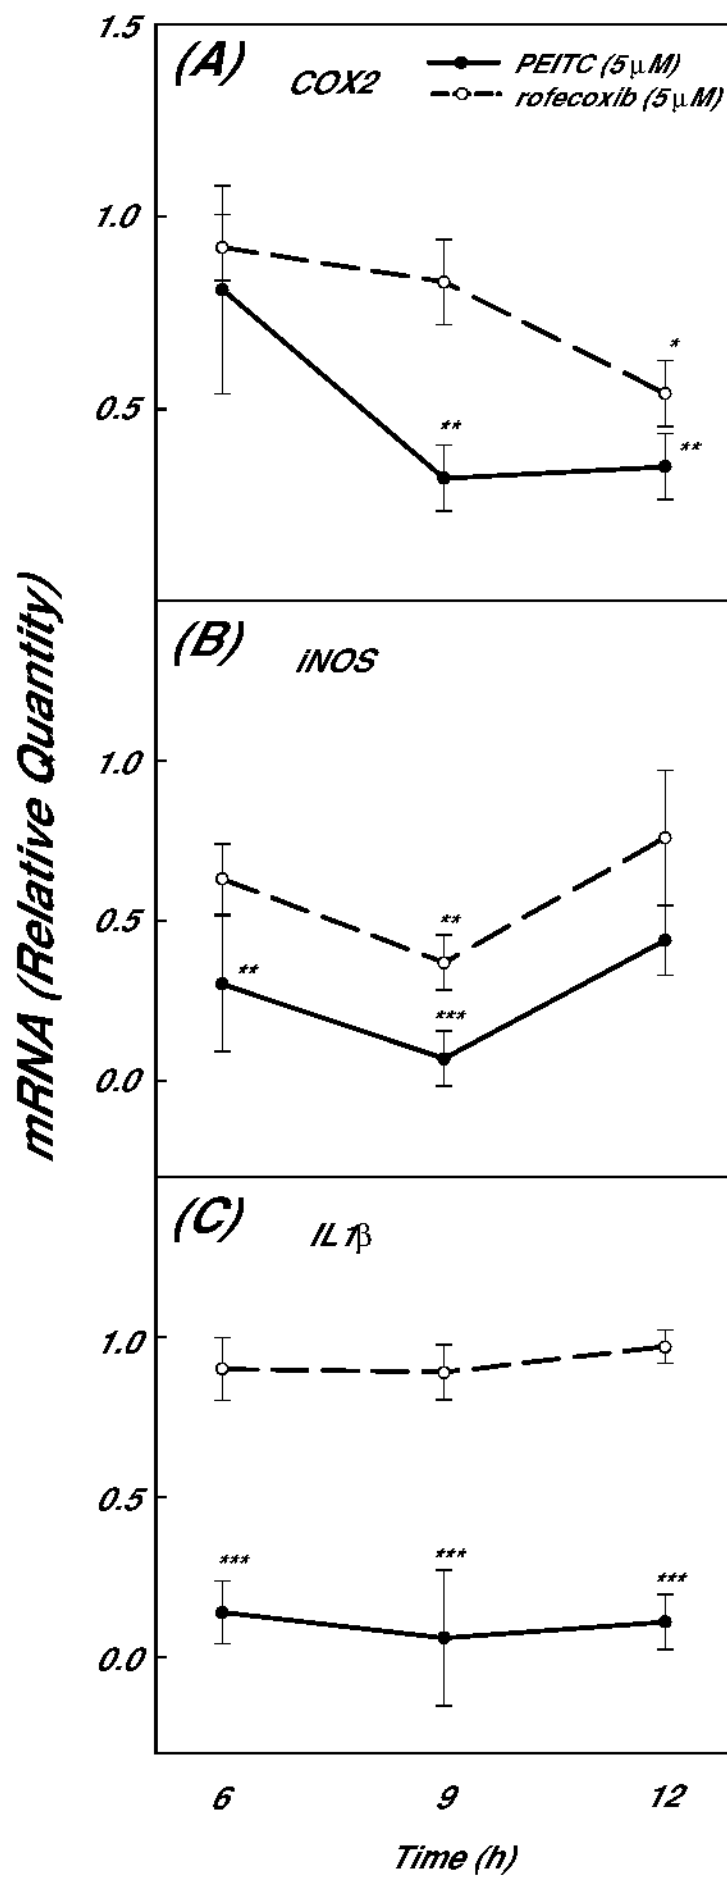 1.5
(A)
COX2
PEITC (5μM)
rofecoxib (5μM)
1.0
*
0.5
**
**
mRNA (Relative Quantity)
(B)
iNOS
1.0
0.5
**
**
***
0.0
(C)
IL1β
1.0
0.5
***
***
***
0.0
6
9
12
Time (h)